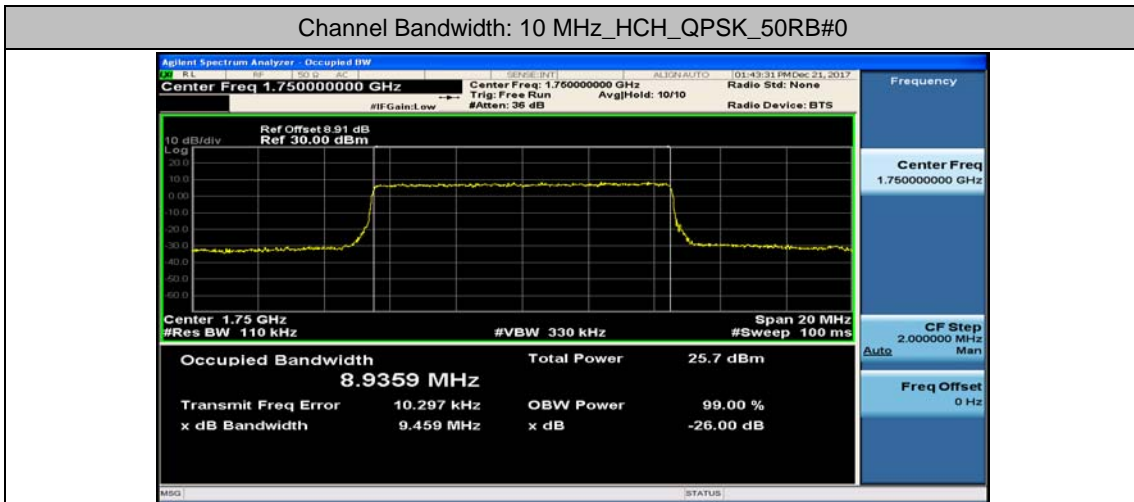 Channel Bandwidth: 10 MHz_HCH_QPSK_50RB#0
Agilent Spectrum Analyzer - Occupied BW
LXI RL RF 50 Ω AC SENSE:INT ALIGN AUTO 01:43:31 PM Dec 21, 2017
Center Freq 1.750000000 GHz
Center Freq: 1.750000000 GHz
Radio Std: None
Trig: Free Run Avg|Hold: 10/10
#IFGain:Low #Atten: 36 dB Radio Device: BTS
Ref Offset 8.91 dB
10 dB/div Ref 30.00 dBm
Log
20.0
10.0
0.00
-10.0
-20.0
-30.0
-40.0
-50.0
-60.0
Center 1.75 GHz Span 20 MHz
#Res BW 110 kHz #VBW 330 kHz #Sweep 100 ms
Occupied Bandwidth Total Power 25.7 dBm
8.9359 MHz
Transmit Freq Error 10.297 kHz OBW Power 99.00 %
x dB Bandwidth 9.459 MHz x dB -26.00 dB
MSG STATUS
Frequency
Center Freq
1.750000000 GHz
CF Step
2.000000 MHz
Auto Man
Freq Offset
0 Hz